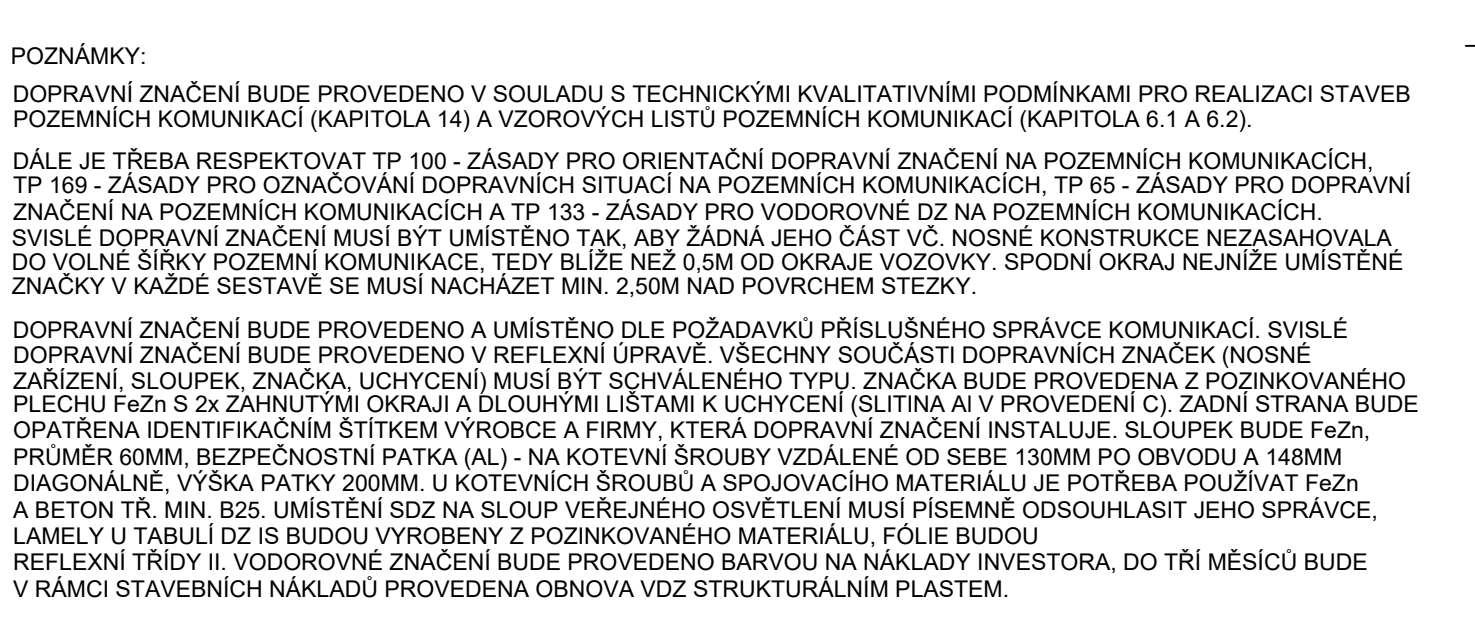 POZNÁMKY:
DOPRAVNÍ ZNAČENÍ BUDE PROVEDENO V SOULADU S TECHNICKÝMI KVALITATIVNÍMI PODMÍNKAMI PRO REALIZACI STAVEB
POZEMNÍCH KOMUNIKACÍ (KAPITOLA 14) A VZOROVÝCH LISTŮ POZEMNÍCH KOMUNIKACÍ (KAPITOLA 6.1 A 6.2).
DÁLE JE TŘEBA RESPEKTOVAT TP 100 - ZÁSADY PRO ORIENTAČNÍ DOPRAVNÍ ZNAČENÍ NA POZEMNÍCH KOMUNIKACÍCH,
TP 169 - ZÁSADY PRO OZNAČOVÁNÍ DOPRAVNÍCH SITUACÍ NA POZEMNÍCH KOMUNIKACÍCH, TP 65 - ZÁSADY PRO DOPRAVNÍ
ZNAČENÍ NA POZEMNÍCH KOMUNIKACÍCH A TP 133 - ZÁSADY PRO VODOROVNÉ DZ NA POZEMNÍCH KOMUNIKACÍCH.
SVISLÉ DOPRAVNÍ ZNAČENÍ MUSÍ BÝT UMÍSTĚNO TAK, ABY ŽÁDNÁ JEHO ČÁST VČ. NOSNÉ KONSTRUKCE NEZASAHOVALA
DO VOLNÉ ŠÍŘKY POZEMNÍ KOMUNIKACE, TEDY BLÍŽE NEŽ 0,5M OD OKRAJE VOZOVKY. SPODNÍ OKRAJ NEJNÍŽE UMÍSTĚNÉ
ZNAČKY V KAŽDÉ SESTAVĚ SE MUSÍ NACHÁZET MIN. 2,50M NAD POVRCHEM STEZKY.
DOPRAVNÍ ZNAČENÍ BUDE PROVEDENO A UMÍSTĚNO DLE POŽADAVKŮ PŘÍSLUŠNÉHO SPRÁVCE KOMUNIKACÍ. SVISLÉ
DOPRAVNÍ ZNAČENÍ BUDE PROVEDENO V REFLEXNÍ ÚPRAVĚ. VŠECHNY SOUČÁSTI DOPRAVNÍCH ZNAČEK (NOSNÉ
ZAŘÍZENÍ, SLOUPEK, ZNAČKA, UCHYCENÍ) MUSÍ BÝT SCHVÁLENÉHO TYPU. ZNAČKA BUDE PROVEDENA Z POZINKOVANÉHO
PLECHU FeZn S 2x ZAHNUTÝMI OKRAJI A DLOUHÝMI LIŠTAMI K UCHYCENÍ (SLITINA Al V PROVEDENÍ C). ZADNÍ STRANA BUDE
OPATŘENA IDENTIFIKAČNÍM ŠTÍTKEM VÝROBCE A FIRMY, KTERÁ DOPRAVNÍ ZNAČENÍ INSTALUJE. SLOUPEK BUDE FeZn,
PRŮMĚR 60MM, BEZPEČNOSTNÍ PATKA (AL) - NA KOTEVNÍ ŠROUBY VZDÁLENÉ OD SEBE 130MM PO OBVODU A 148MM
DIAGONÁLNĚ, VÝŠKA PATKY 200MM. U KOTEVNÍCH ŠROUBŮ A SPOJOVACÍHO MATERIÁLU JE POTŘEBA POUŽÍVAT FeZn
A BETON TŘ. MIN. B25. UMÍSTĚNÍ SDZ NA SLOUP VEŘEJNÉHO OSVĚTLENÍ MUSÍ PÍSEMNĚ ODSOUHLASIT JEHO SPRÁVCE,
LAMELY U TABULÍ DZ IS BUDOU VYROBENY Z POZINKOVANÉHO MATERIÁLU, FÓLIE BUDOU
REFLEXNÍ TŘÍDY II. VODOROVNÉ ZNAČENÍ BUDE PROVEDENO BARVOU NA NÁKLADY INVESTORA, DO TŘÍ MĚSÍCŮ BUDE
V RÁMCI STAVEBNÍCH NÁKLADŮ PROVEDENA OBNOVA VDZ STRUKTURÁLNÍM PLASTEM.